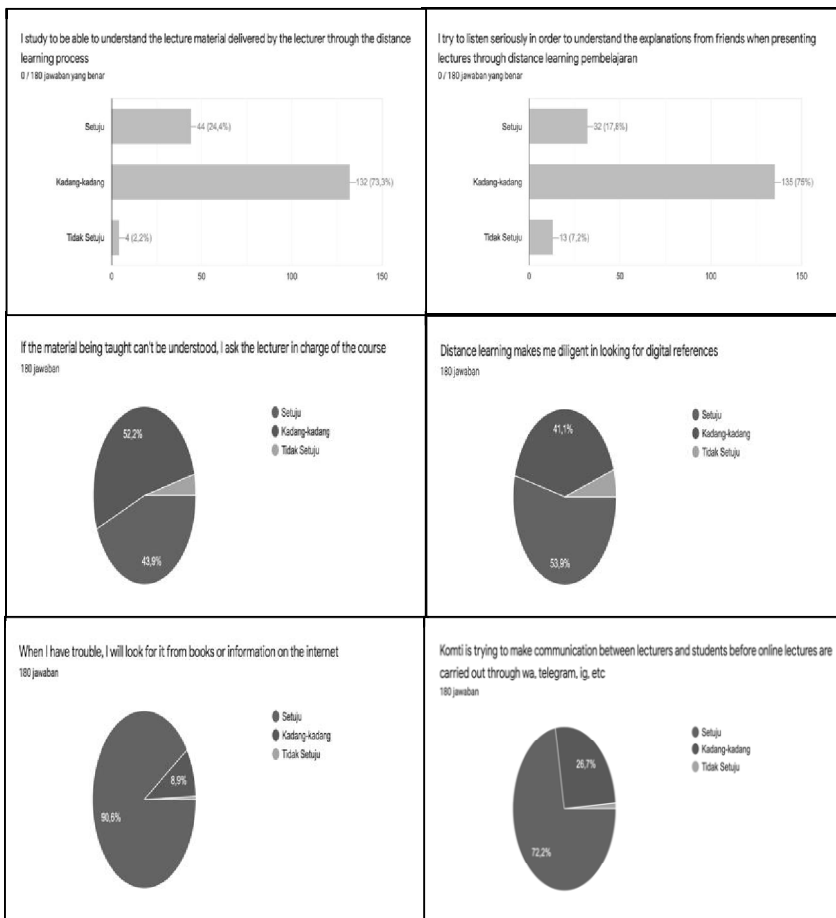 I study to be able to understand the lecture material delivered by the lecturer through the distance
learning process
0 / 180 jawaban yang benar
Setuju
44 (24,4%)
Kadang-kadang
132 (73,3%)
Tidak Setuju
4 (2,2%)
0
50
100
150
I try to listen seriously in order to understand the explanations from friends when presenting
lectures through distance learning pembelajaran
0 / 180 jawaban yang benar
Setuju
32 (17,8%)
Kadang-kadang
135 (75%)
Tidak Setuju
13 (7,2%)
0
50
100
150
If the material being taught can't be understood, I ask the lecturer in charge of the course
180 jawaban
52,2%
43,9%
Setuju
Kadang-kadang
Tidak Setuju
Distance learning makes me diligent in looking for digital references
180 jawaban
41,1%
53,9%
Setuju
Kadang-kadang
Tidak Setuju
When I have trouble, I will look for it from books or information on the internet
180 jawaban
8,9%
90,6%
Setuju
Kadang-kadang
Tidak Setuju
Komti is trying to make communication between lecturers and students before online lectures are
carried out through wa, telegram, ig, etc
180 jawaban
26,7%
72,2%
Setuju
Kadang-kadang
Tidak Setuju